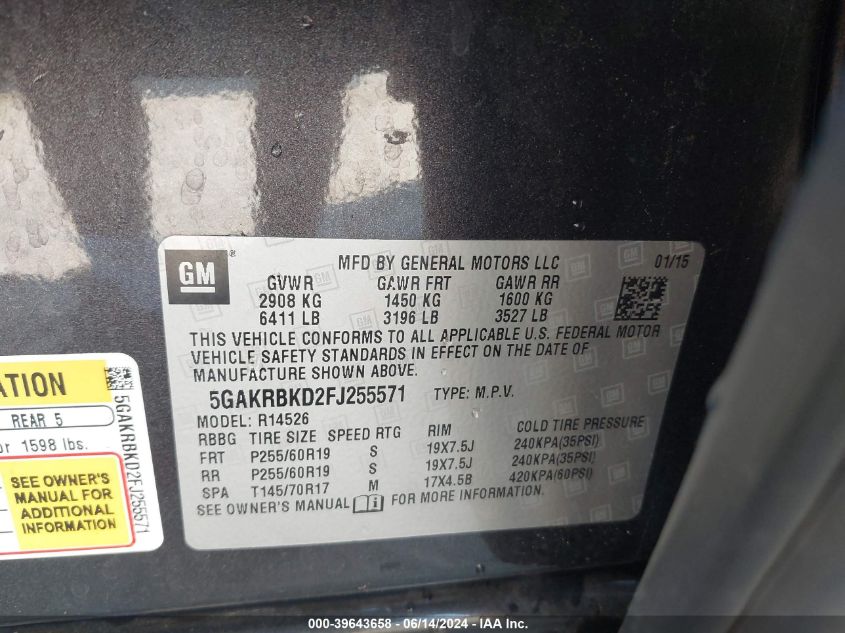 GM ®
MFD BY GENERAL MOTORS LLC 01/15
GVWR GAWR FRT GAWR RR
2908 KG 1450 KG 1600 KG
6411 LB 3196 LB 3527 LB
THIS VEHICLE CONFORMS TO ALL APPLICABLE U.S. FEDERAL MOTOR
VEHICLE SAFETY STANDARDS IN EFFECT ON THE DATE OF
MANUFACTURE SHOWN ABOVE.
5GAKRBKD2FJ255571 TYPE: M.P.V.
MODEL: R14526
RBBG TIRE SIZE SPEED RTG RIM COLD TIRE PRESSURE
FRT P255/60R19 S 19X7.5J 240KPA(35PSI)
RR P255/60R19 S 19X7.5J 240KPA(35PSI)
SPA T145/70R17 M 17X4.5B 420KPA(60PSI)
SEE OWNER'S MANUAL FOR MORE INFORMATION.
ATION
REAR 5
or 1598 lbs.
SEE OWNER'S
MANUAL FOR
ADDITIONAL
INFORMATION
5GAKRBKD2FJ255571
000-39643658 - 06/14/2024 - IAAI.com